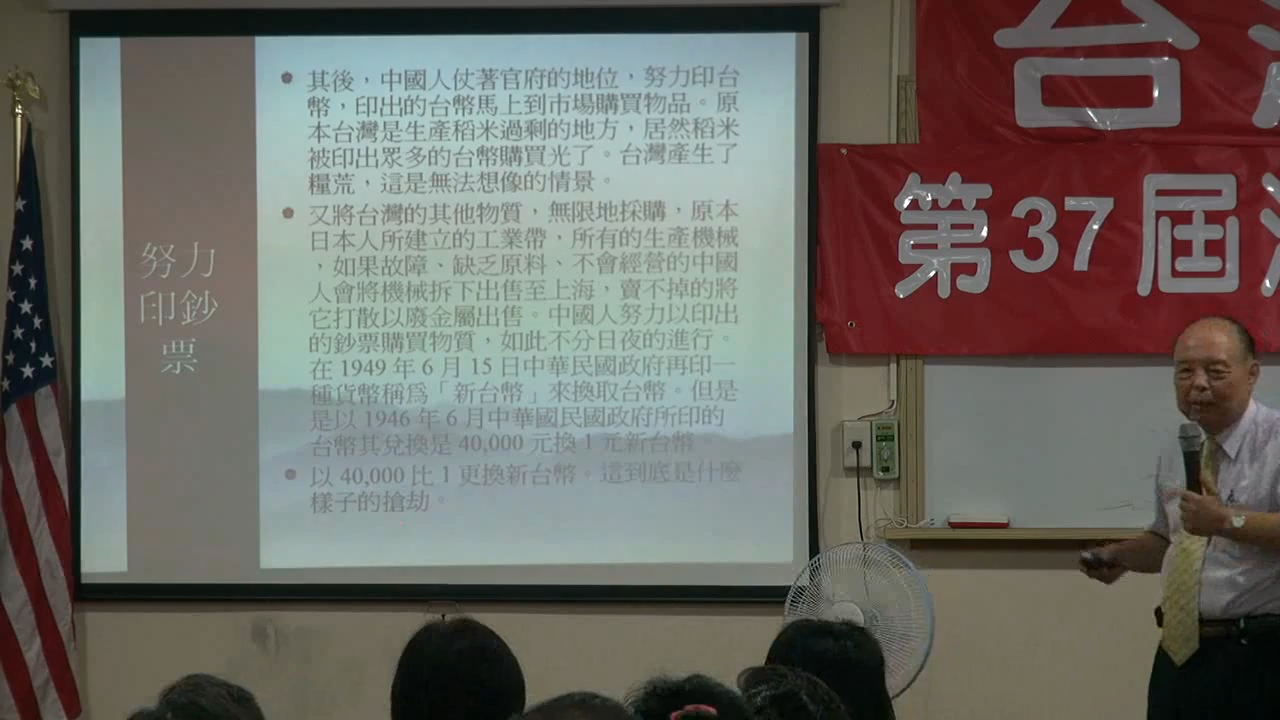 努力
印鈔
票
其後，中國人仗著官府的地位，努力印台
幣，印出的台幣馬上到市場購買物品。原
本台灣是生產稻米過剩的地方，居然稻米
被印出眾多的台幣購買光了。台灣產生了
糧荒，這是無法想像的情景。
又將台灣的其他物質，無限地採購，原本
日本人所建立的工業帶，所有的生產機械
，如果故障、缺乏原料、不會經營的中國
人會將機械拆下出售至上海，賣不掉的將
它打散以廢金屬出售。中國人努力以印出
的鈔票購買物質，如此不分日夜的進行。
在 1949 年 6 月 15 日中華民國政府再印一
種貨幣稱為「新台幣」來換取台幣。但是
是以 1946 年 6 月中華國民國政府所印的
台幣其兌換是 40,000 元換 1 元新台幣。
以 40,000 比 1 更換新台幣。這到底是什麼
樣子的搶劫。
台
第37屆